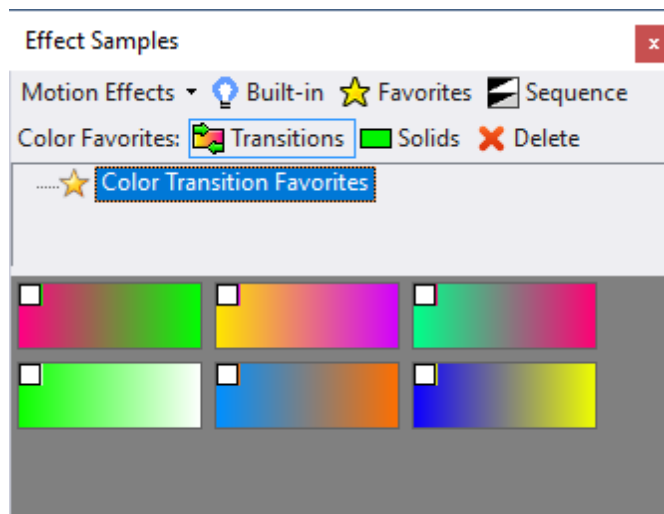 Effect Samples
x
Motion Effects Built-in Favorites Sequence
Color Favorites: Transitions Solids Delete
Color Transition Favorites